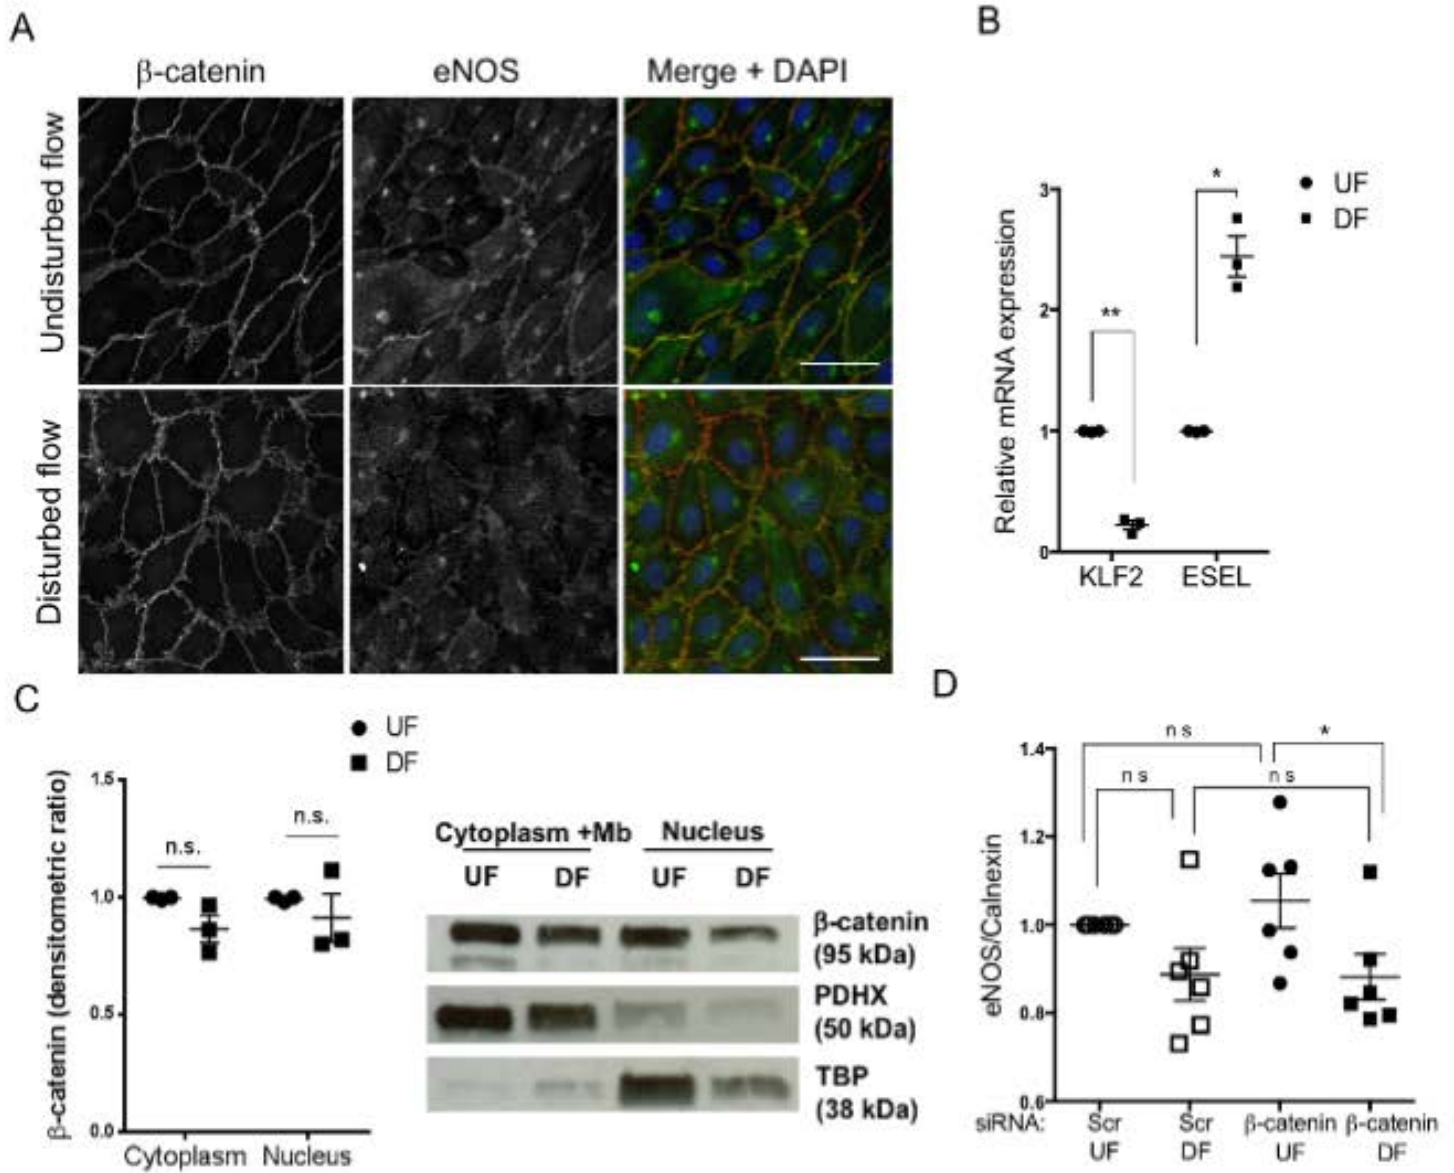 A
β-catenin
eNOS
Merge + DAPI
Undisturbed flow
Disturbed flow
B
UF
DF
Relative mRNA expression
3
2
1
0
**
*
KLF2
ESEL
C
UF
DF
β-catenin (densitometric ratio)
1.5
1.0
0.5
0.0
n.s.
n.s.
Cytoplasm
Nucleus
Cytoplasm +Mb
Nucleus
UF
DF
UF
DF
β-catenin
(95 kDa)
PDHX
(50 kDa)
TBP
(38 kDa)
D
eNOS/Calnexin
1.4
1.2
1.0
0.8
0.6
n s
*
n s
n s
siRNA:
Scr
Scr
β-catenin
β-catenin
UF
DF
UF
DF